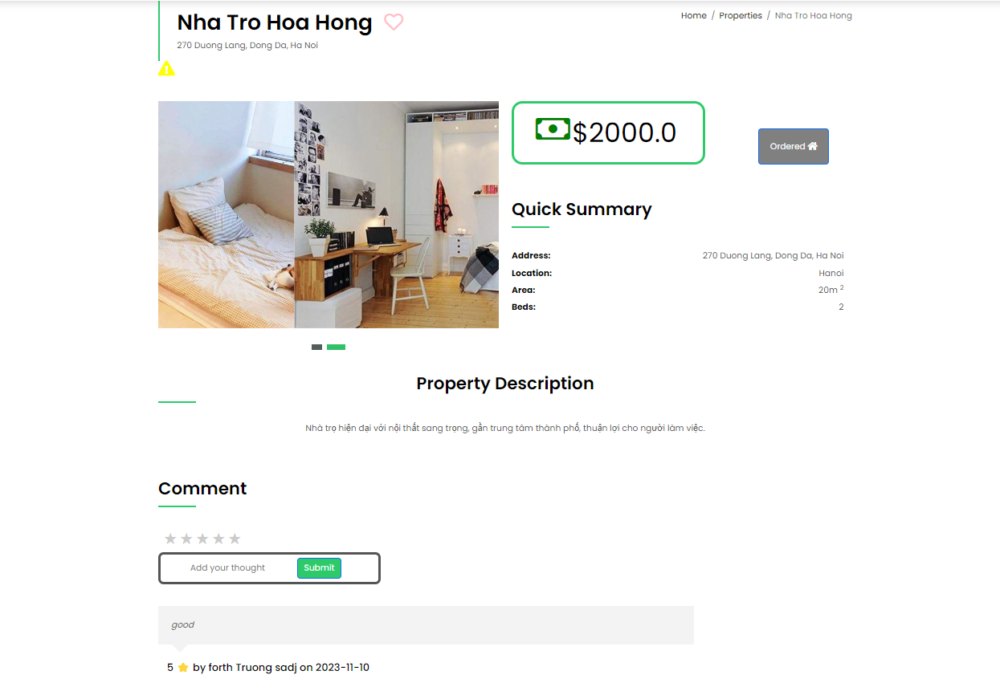 Nha Tro Hoa Hong
Home / Properties / Nha Tro Hoa Hong
270 Duong Lang, Dong Da, Ha Noi
$2000.0
Ordered
Quick Summary
Address: 270 Duong Lang, Dong Da, Ha Noi
Location: Hanoi
Area: 20m 2
Beds: 2
Property Description
Nhà trọ hiện đại với nội thất sang trọng, gần trung tâm thành phố, thuận lợi cho người làm việc.
Comment
Add your thought Submit
good
5 by forth Truong sadj on 2023-11-10